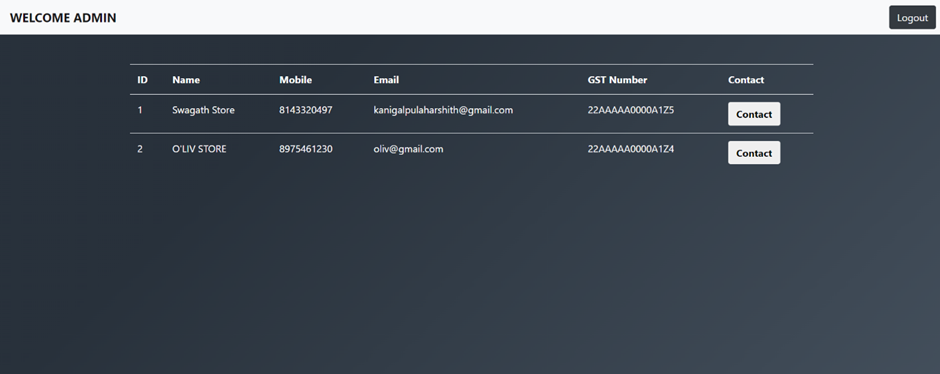 WELCOME ADMIN Logout
ID Name Mobile Email GST Number Contact
1 Swagath Store 8143320497 kanigalpulaharshith@gmail.com 22AAAAA0000A1Z5 Contact
2 O'LIV STORE 8975461230 oliv@gmail.com 22AAAAA0000A1Z4 Contact